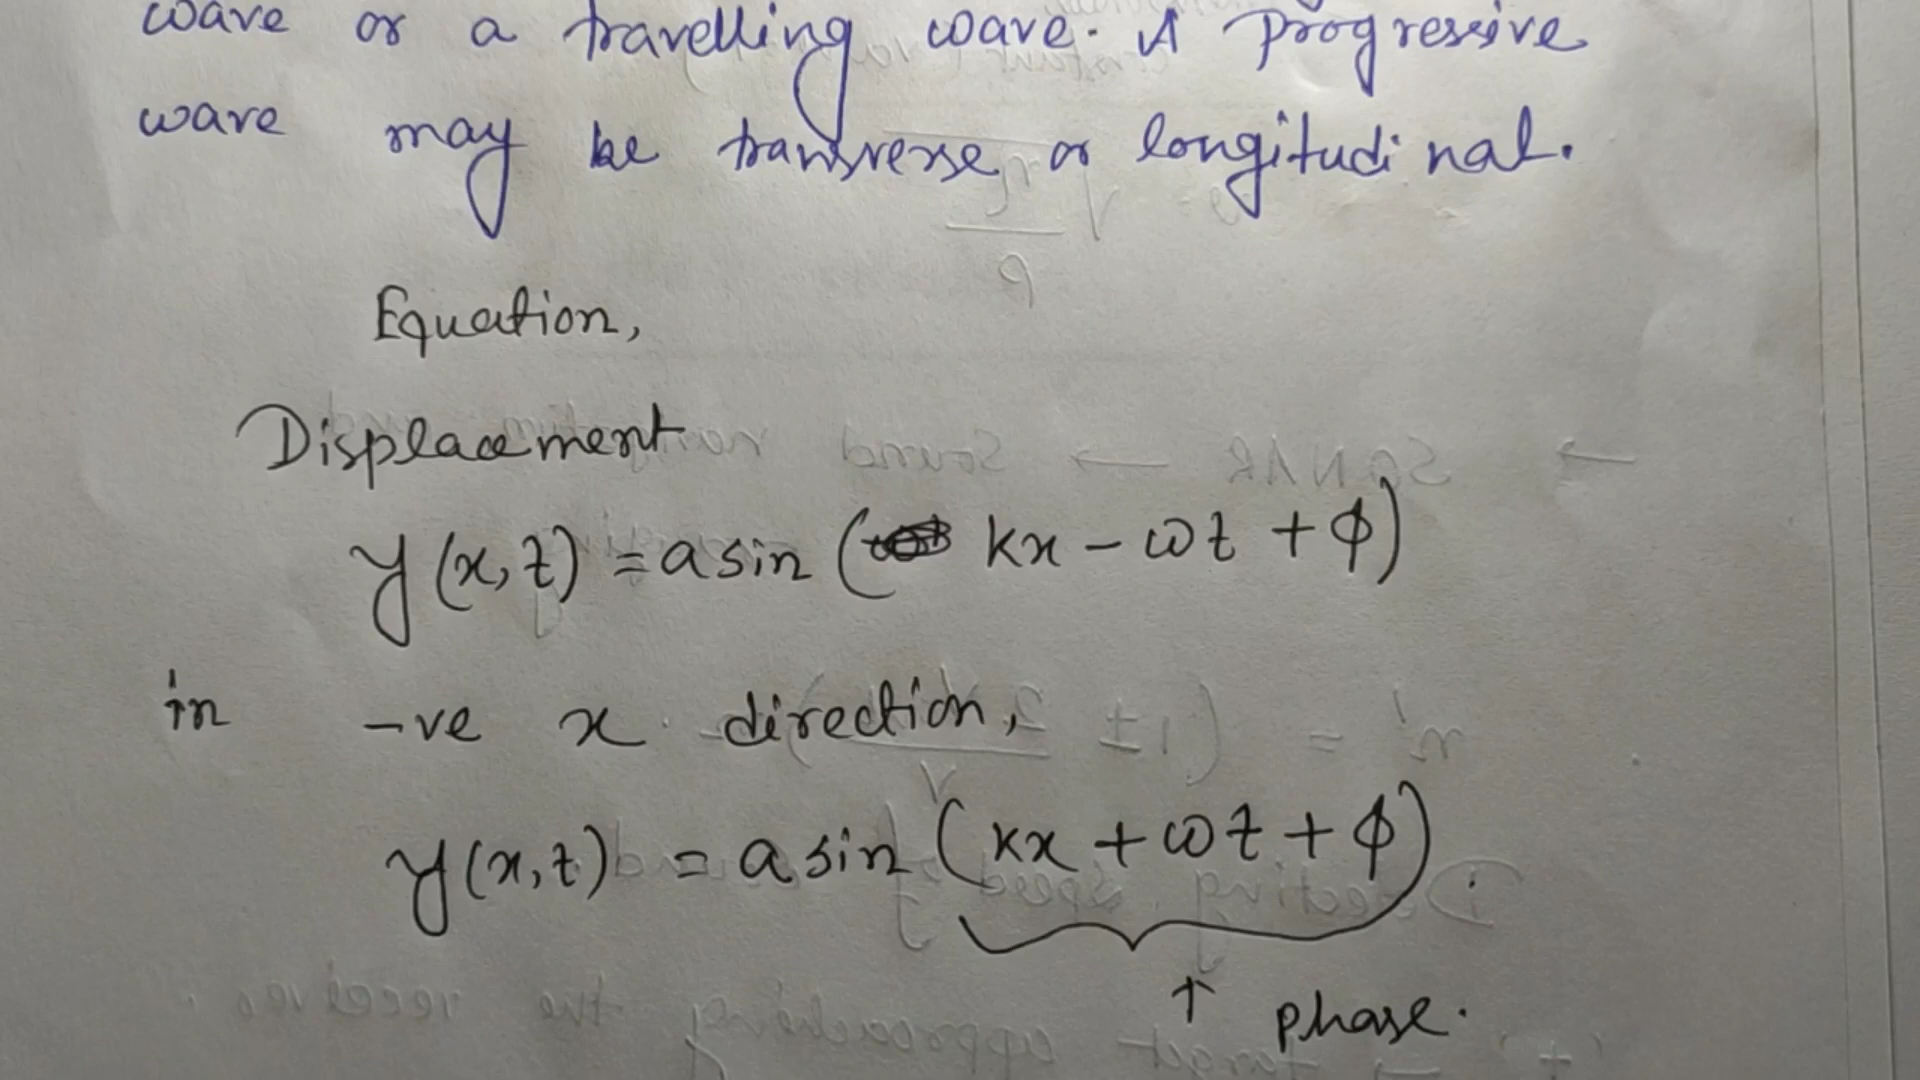 wave or a travelling wave. A progressive
wave may be transverse or longitudinal.
Equation,
Displacement
y(x,t) = a sin ( kx - ωt + ϕ)
in -ve x direction,
y(x,t) = a sin (kx + ωt + ϕ).
↑ phase.